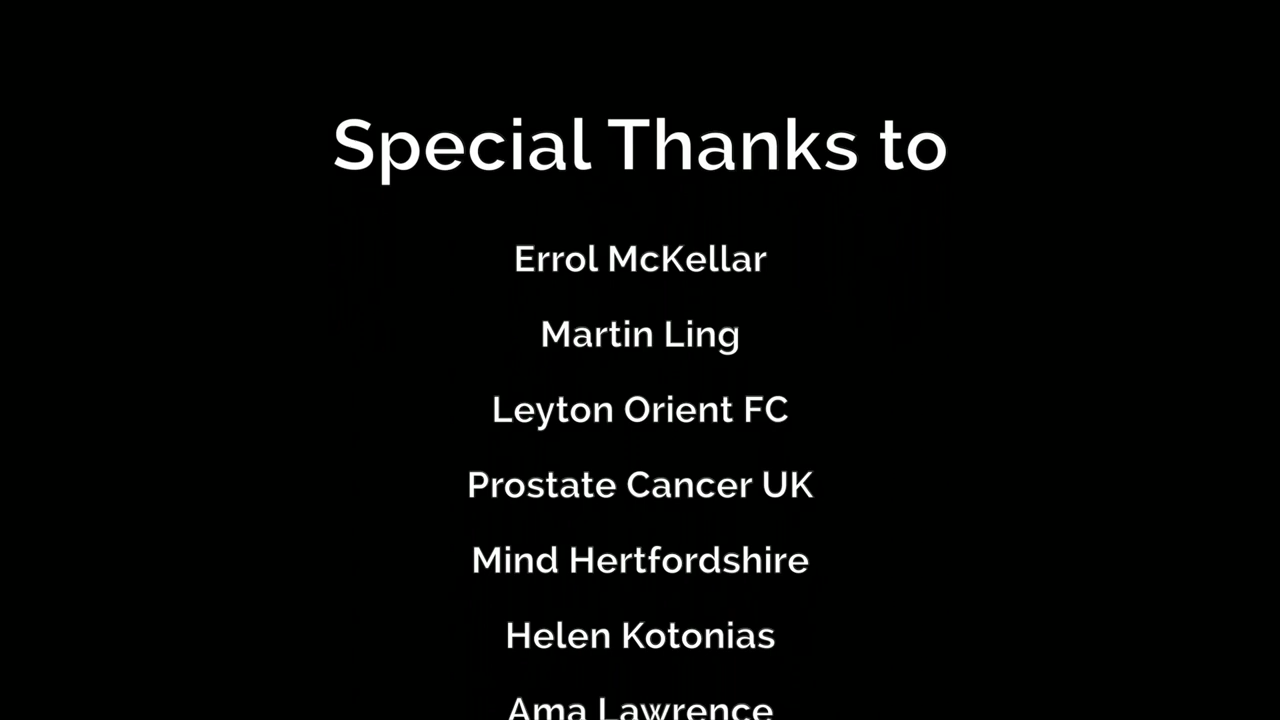 Special Thanks to
Errol McKellar
Martin Ling
Leyton Orient FC
Prostate Cancer UK
Mind Hertfordshire
Helen Kotonias
Ama Lawrence